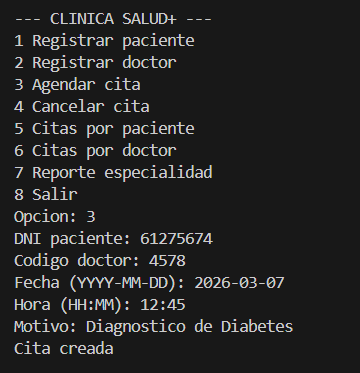 --- CLINICA SALUD+ ---
1 Registrar paciente
2 Registrar doctor
3 Agendar cita
4 Cancelar cita
5 Citas por paciente
6 Citas por doctor
7 Reporte especialidad
8 Salir
Opcion: 3
DNI paciente: 61275674
Codigo doctor: 4578
Fecha (YYYY-MM-DD): 2026-03-07
Hora (HH:MM): 12:45
Motivo: Diagnostico de Diabetes
Cita creada